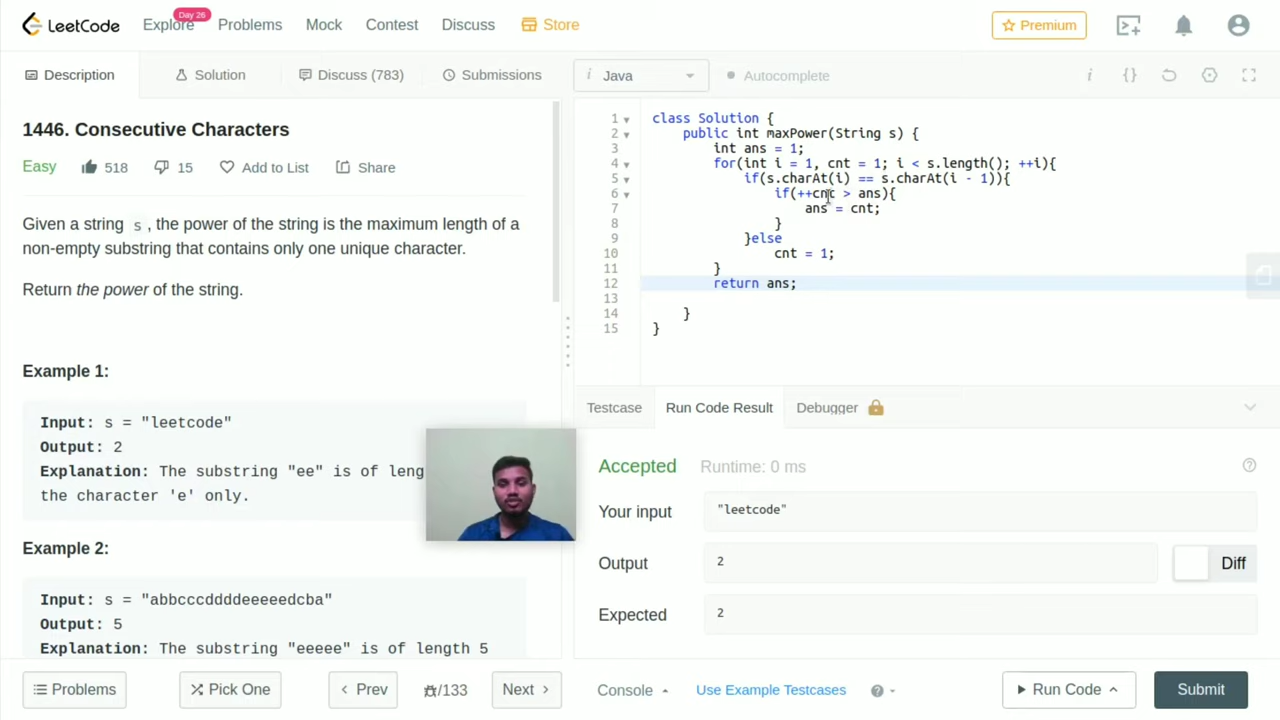 LeetCode
Explore
Day 26
Problems
Mock
Contest
Discuss
Store
Premium
Description
Solution
Discuss (783)
Submissions
i Java
Autocomplete
i {}
1446. Consecutive Characters
Easy 518 15 Add to List Share
Given a string s, the power of the string is the maximum length of a
non-empty substring that contains only one unique character.
Return the power of the string.
Example 1:
Input: s = "leetcode"
Output: 2
Explanation: The substring "ee" is of leng
the character 'e' only.
Example 2:
Input: s = "abbcccddddeeeeedcba"
Output: 5
Explanation: The substring "eeeee" is of length 5
1 class Solution {
2 public int maxPower(String s) {
3 int ans = 1;
4 for(int i = 1, cnt = 1; i < s.length(); ++i){
5 if(s.charAt(i) == s.charAt(i - 1)){
6 if(++cnt > ans){
7 ans = cnt;
8 }
9 }else
10 cnt = 1;
11 }
12 return ans;
13
14 }
15 }
Testcase
Run Code Result
Debugger
Accepted Runtime: 0 ms
Your input "leetcode"
Output 2 Diff
Expected 2
Problems
Pick One
Prev
/133
Next
Console
Use Example Testcases
?
Run Code
Submit